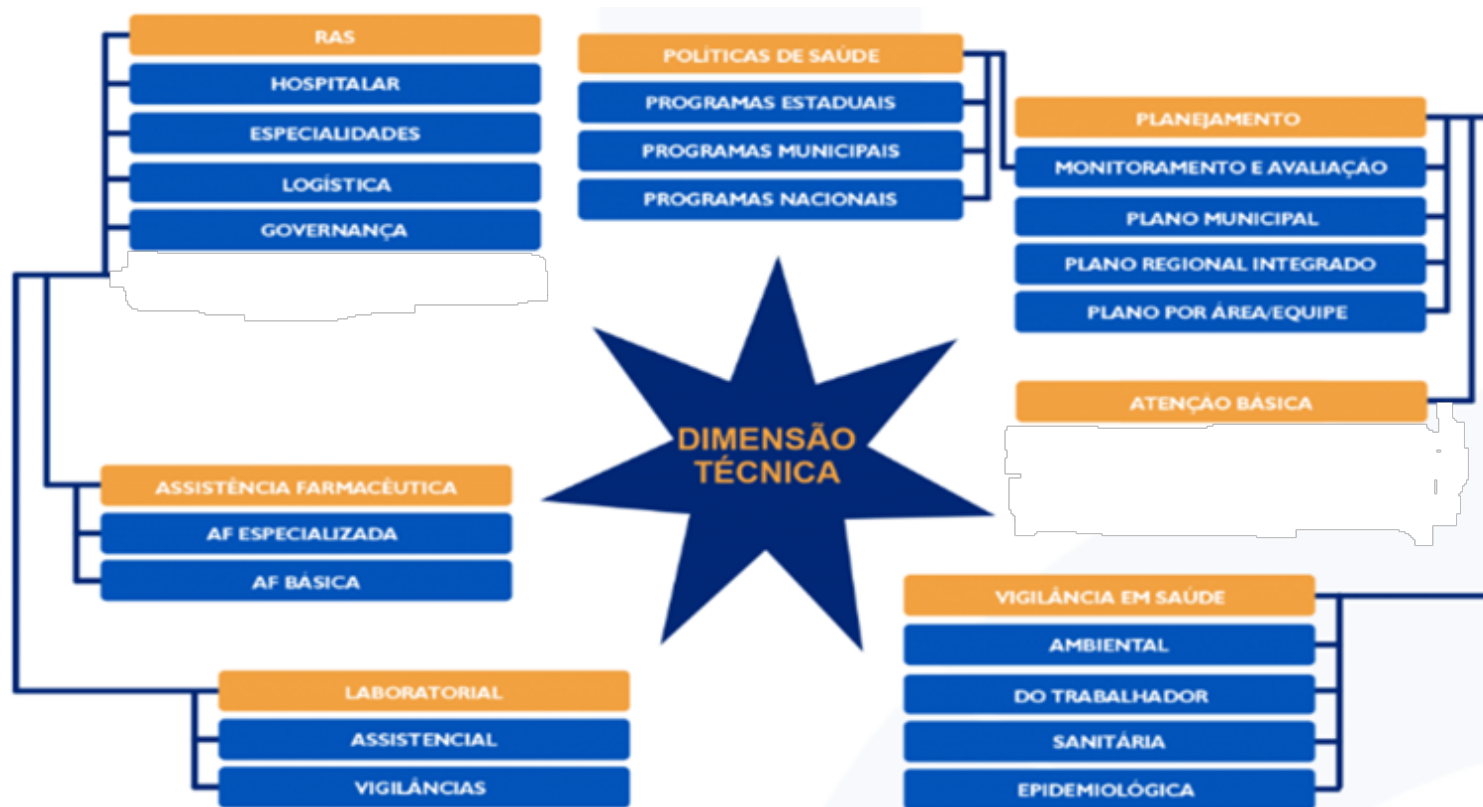 RAS
HOSPITALAR
ESPECIALIDADES
LOGÍSTICA
GOVERNANÇA
POLÍTICAS DE SAÚDE
PROGRAMAS ESTADUAIS
PROGRAMAS MUNICIPAIS
PROGRAMAS NACIONAIS
PLANEJAMENTO
MONITORAMENTO E AVALIAÇÃO
PLANO MUNICIPAL
PLANO REGIONAL INTEGRADO
PLANO POR ÁREA/EQUIPE
ATENÇÃO BÁSICA
DIMENSÃO
TÉCNICA
ASSISTÊNCIA FARMACÊUTICA
AF ESPECIALIZADA
AF BÁSICA
VIGILÂNCIA EM SAÚDE
AMBIENTAL
DO TRABALHADOR
SANITÁRIA
EPIDEMIOLÓGICA
LABORATORIAL
ASSISTENCIAL
VIGILÂNCIAS